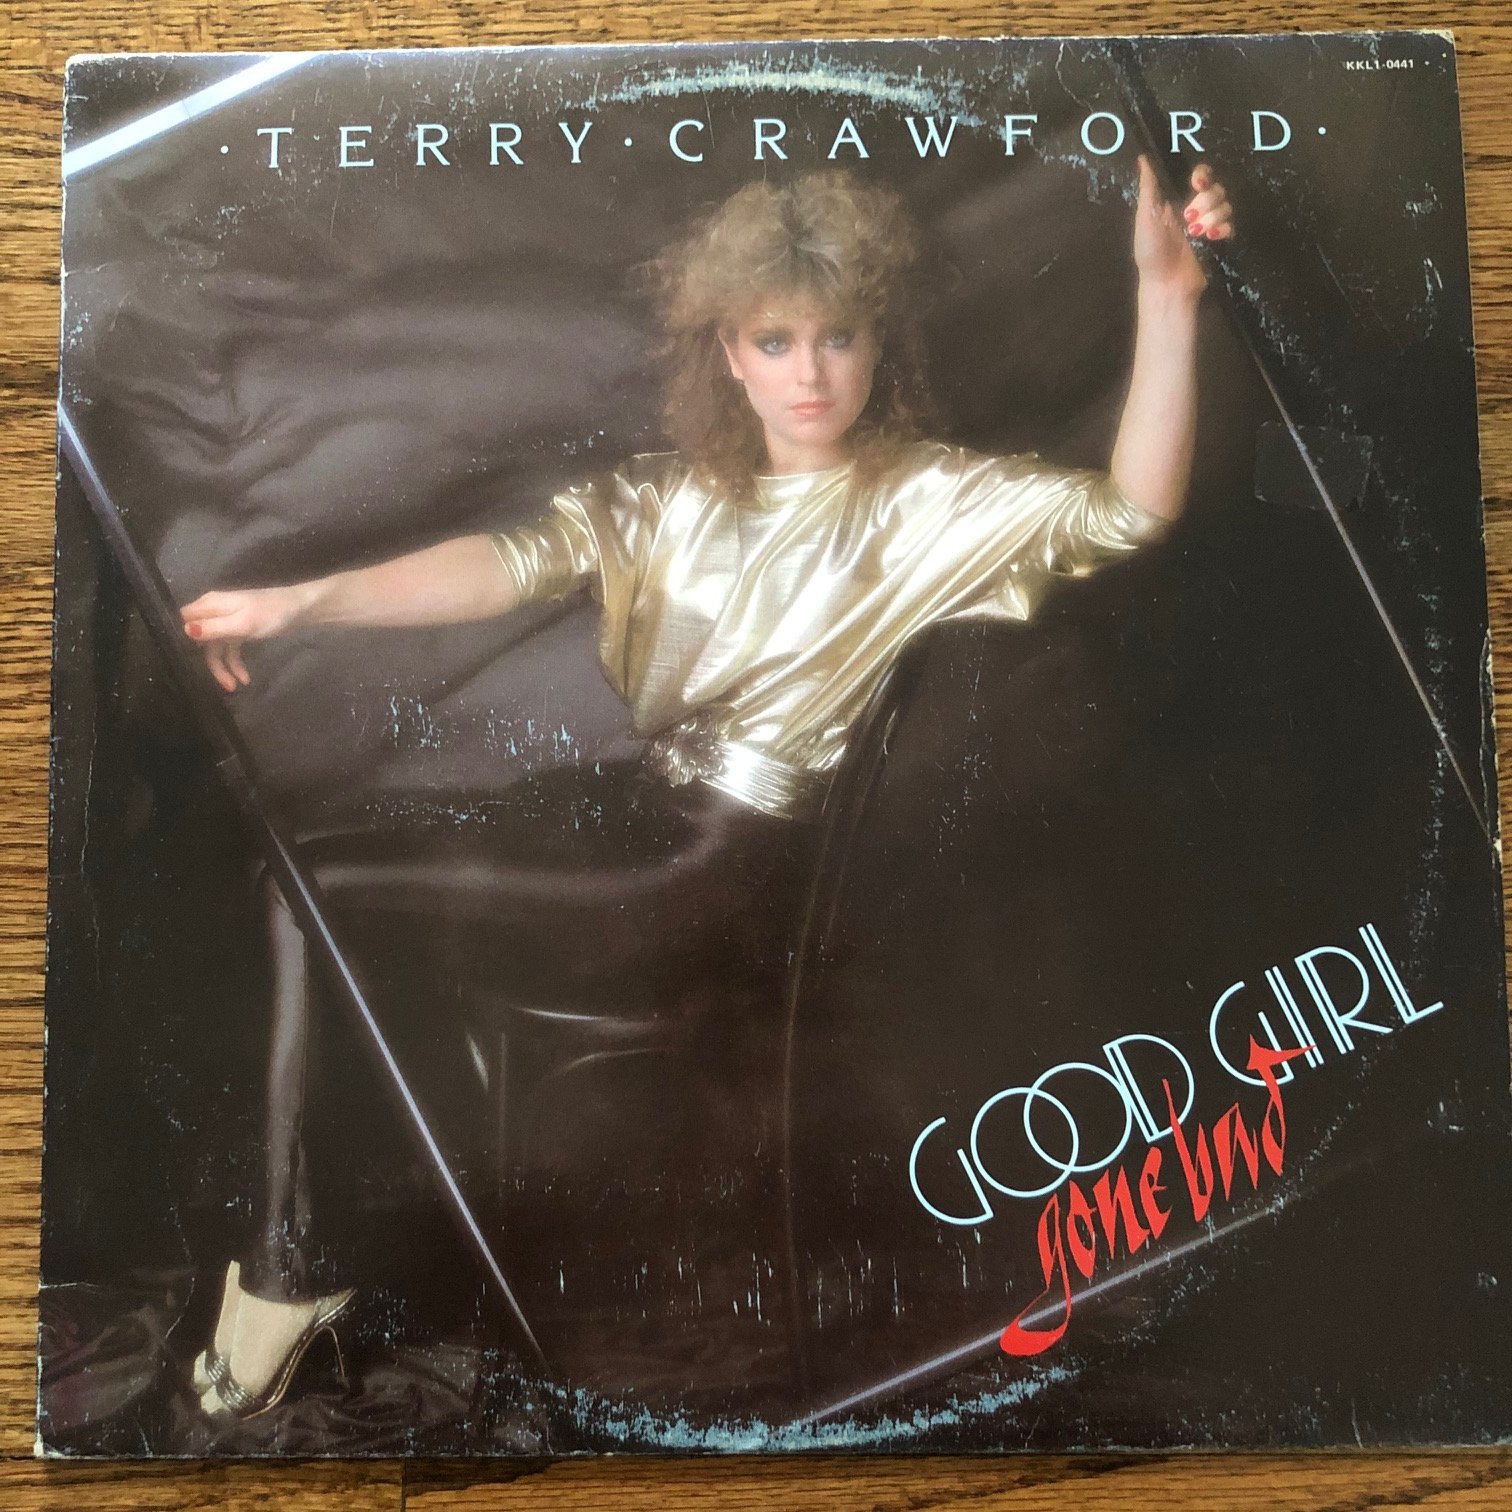 KKL1-0441
·TERRY·CRAWFORD·
GOOD GIRL
gone bad